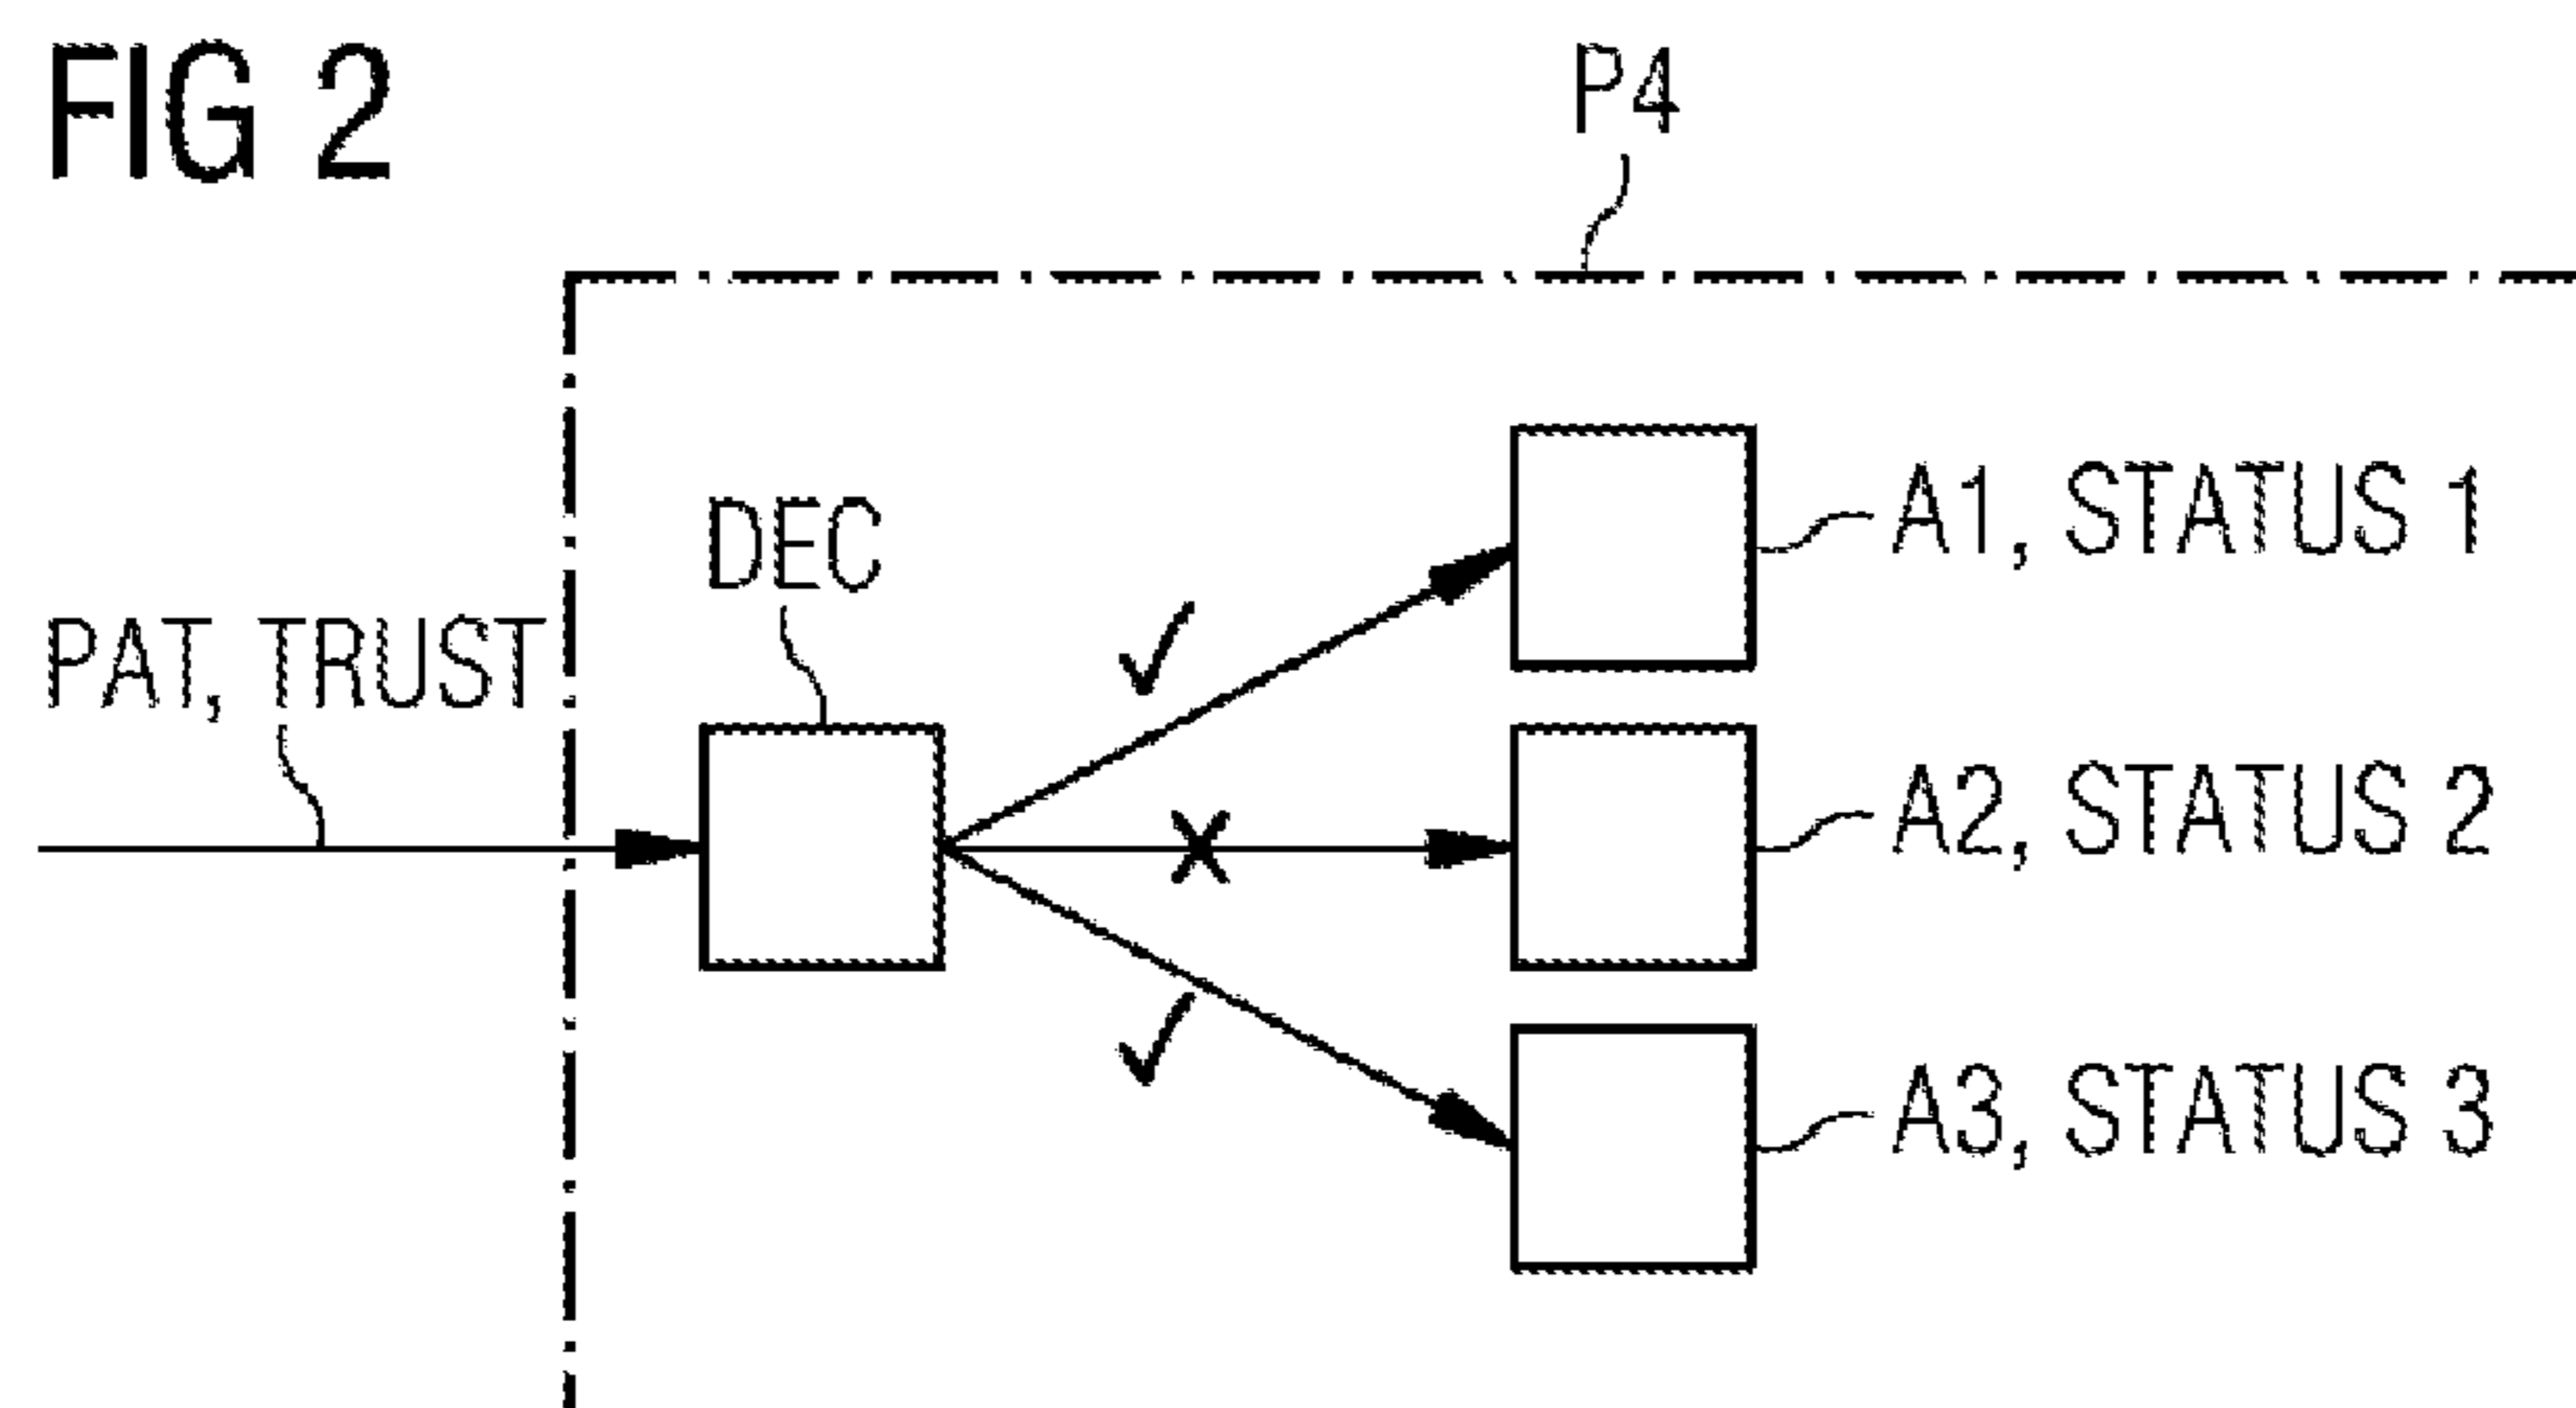 FIG 2
P4
DEC
PAT, TRUST
A1, STATUS 1
A2, STATUS 2
A3, STATUS 3